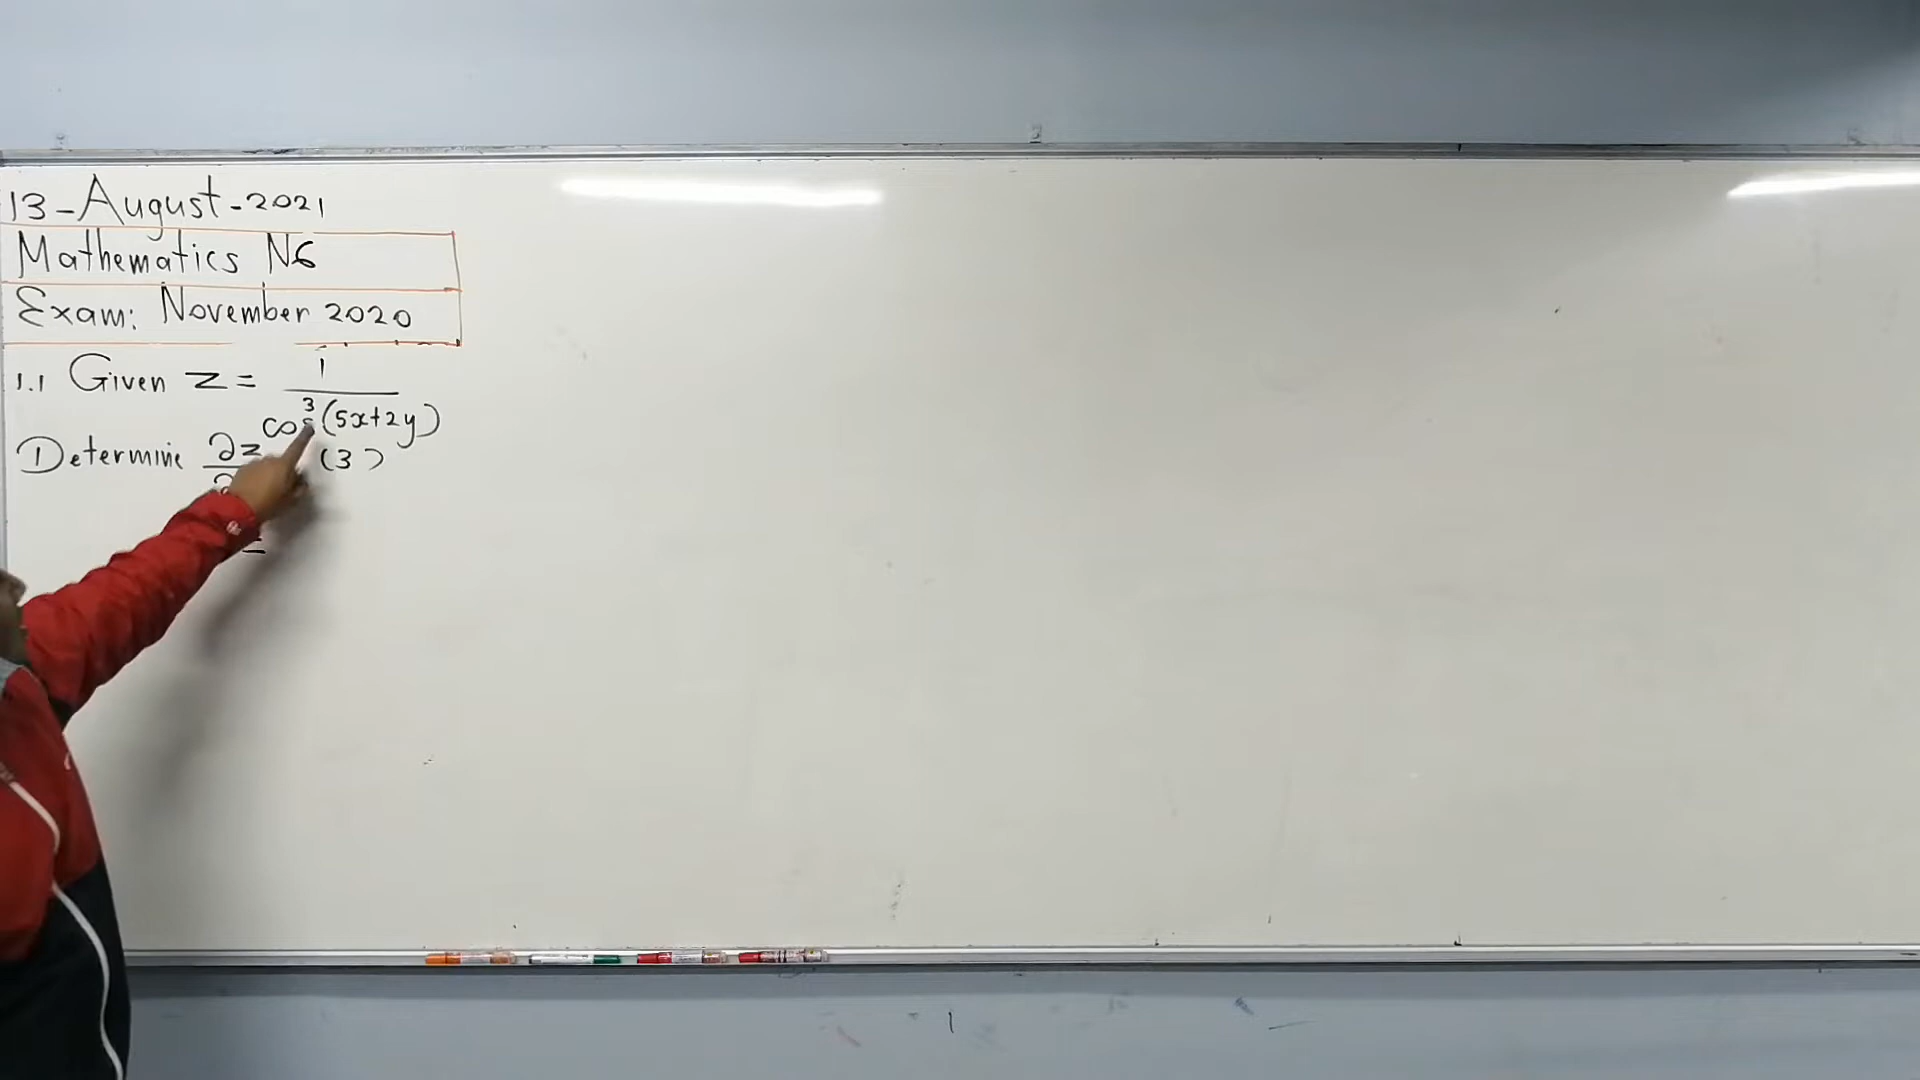 13-August-2021
Mathematics N6
Exam: November 2020
1.1 Given z = 1
cos³(5x+2y)
Determine ∂z (3)
=